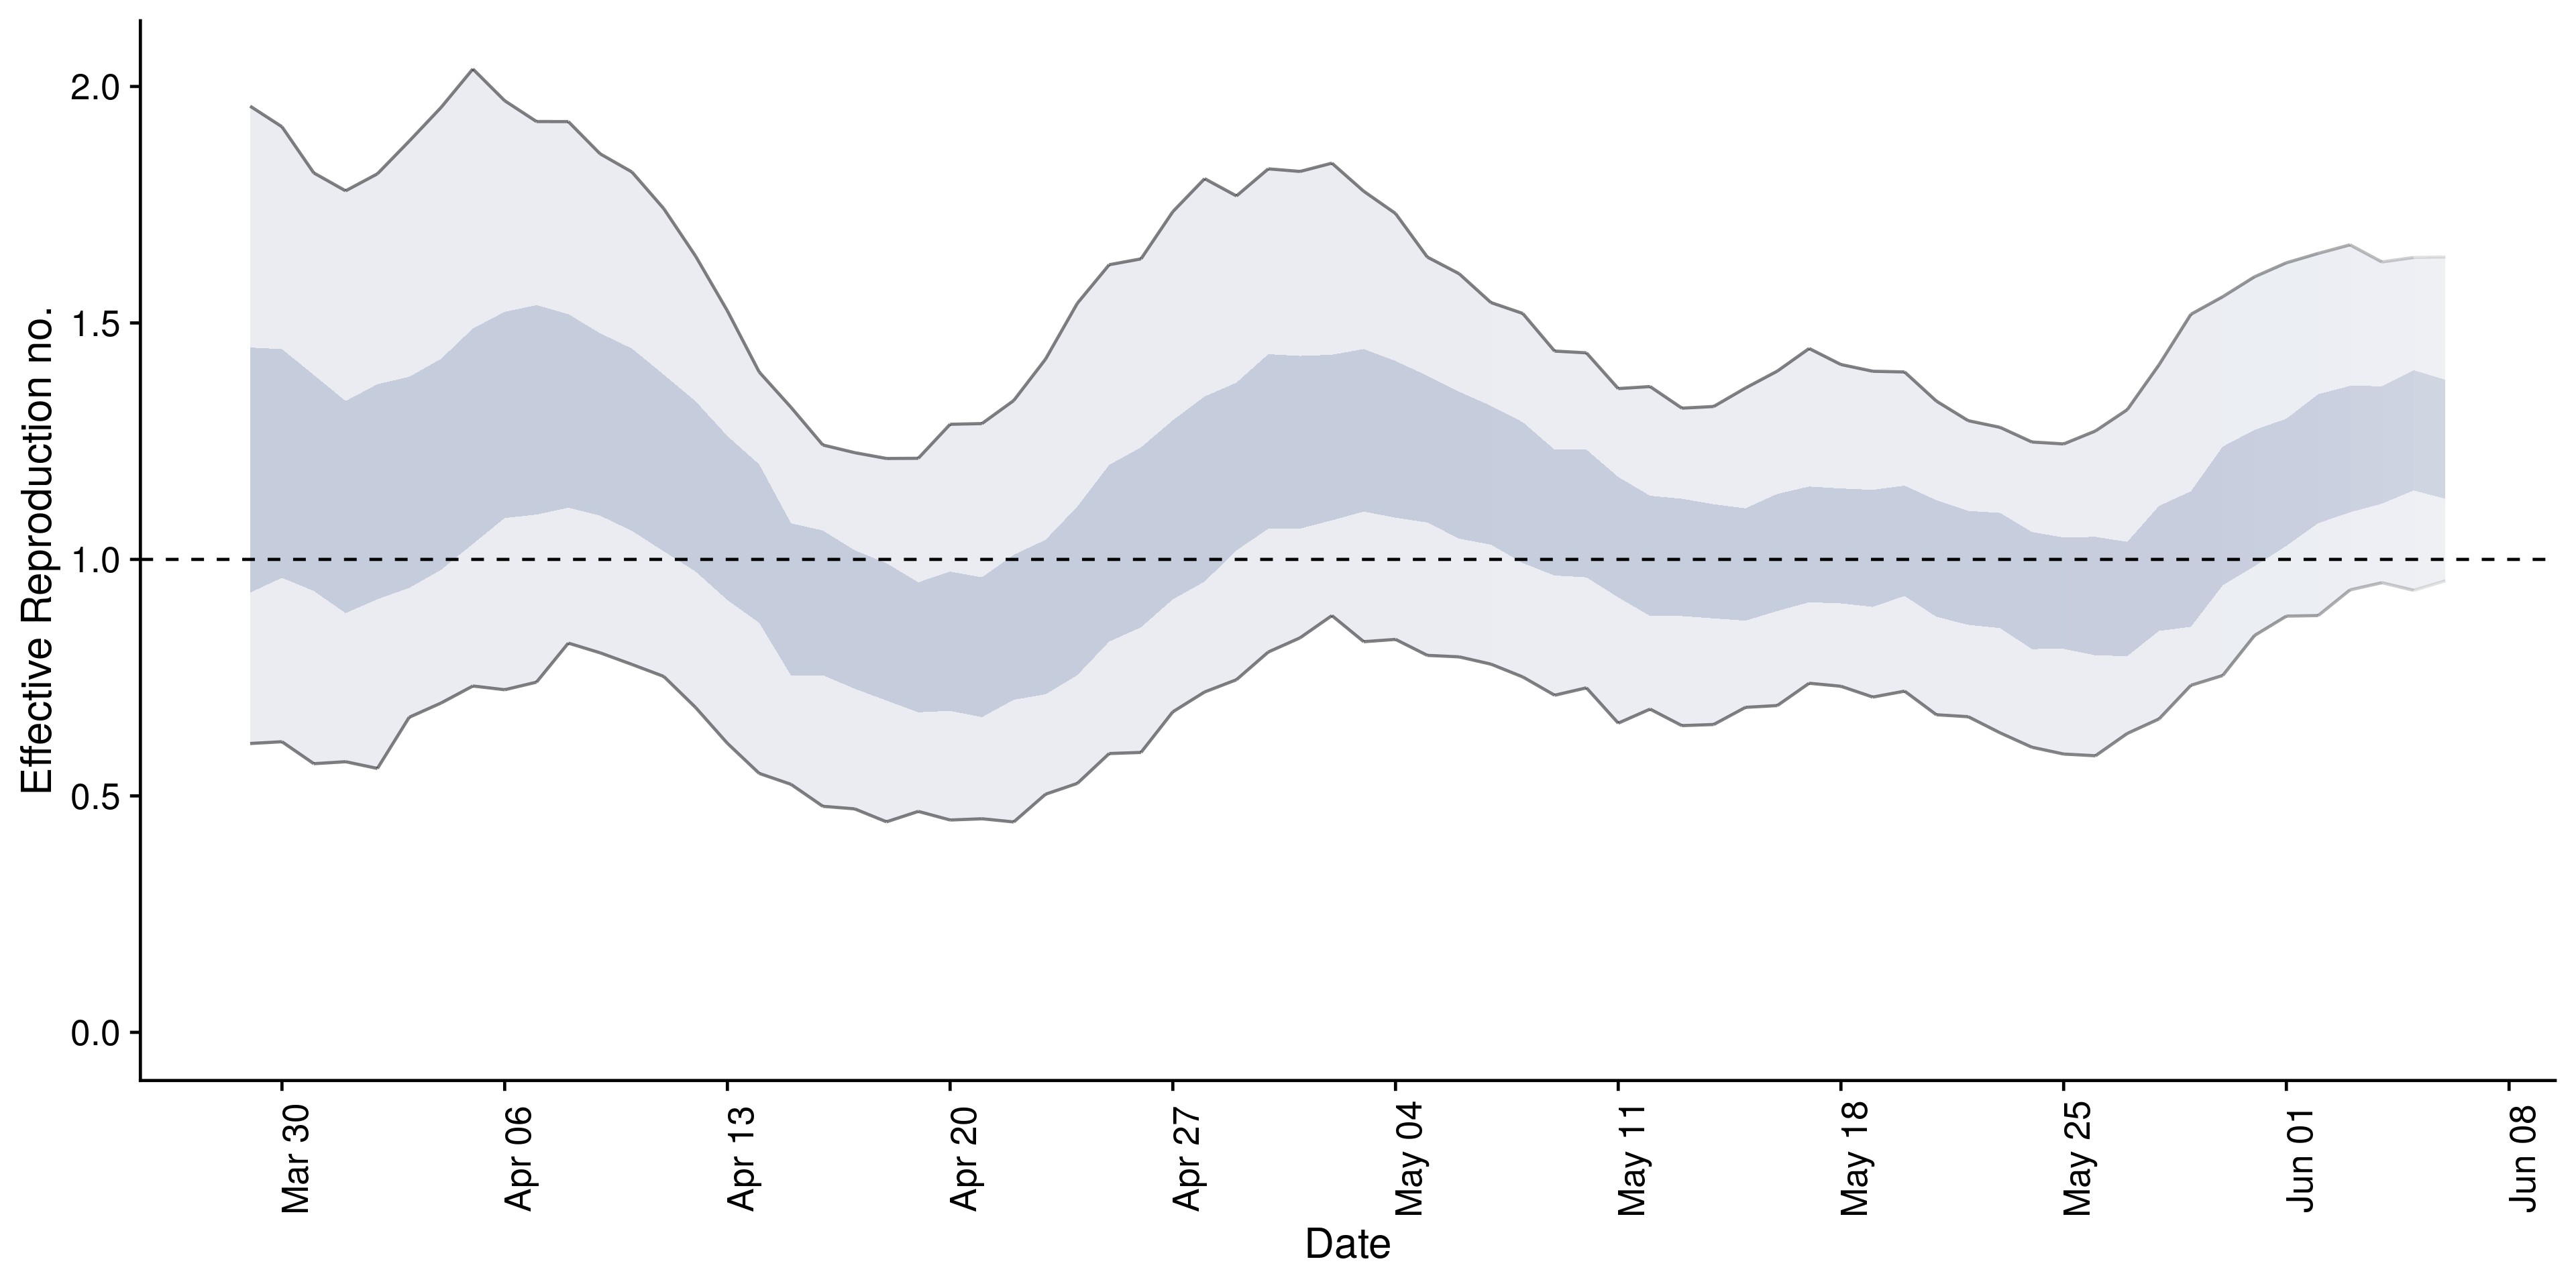 Effective Reproduction no.
2.0
1.5
1.0
0.5
0.0
Mar 30
Apr 06
Apr 13
Apr 20
Apr 27
May 04
May 11
May 18
May 25
Jun 01
Jun 08
Date